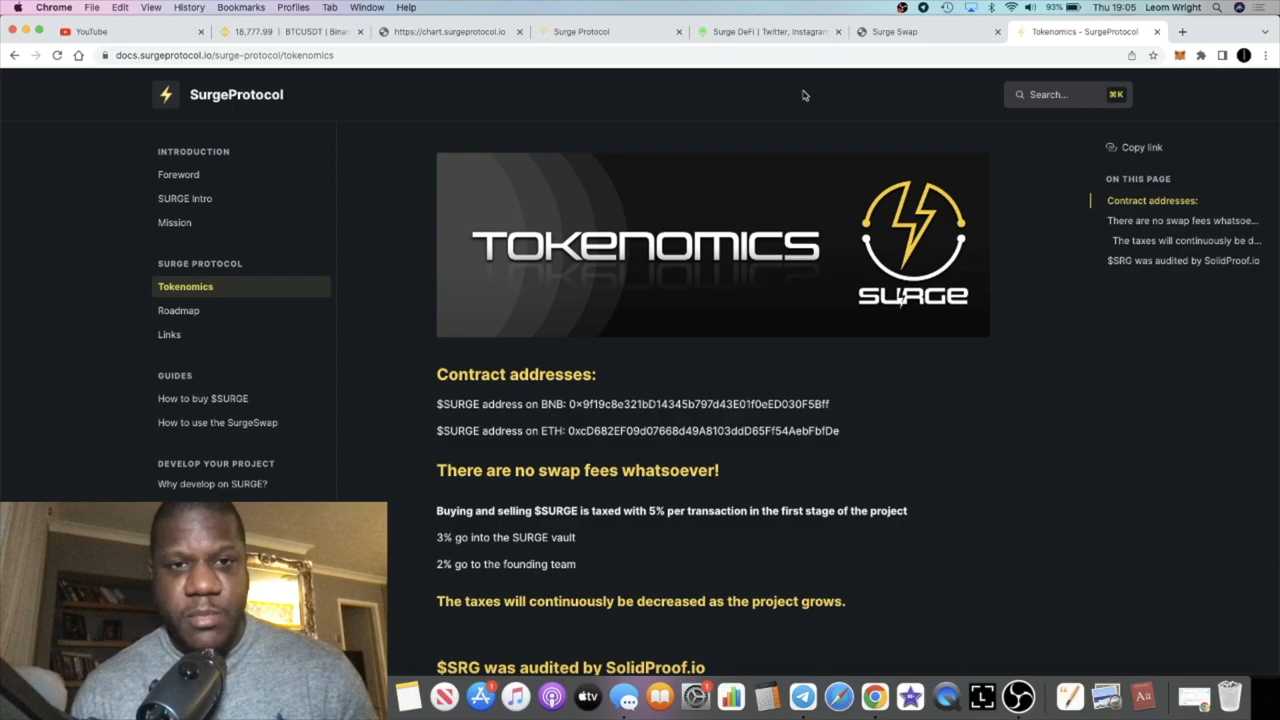 Chrome File Edit View History Bookmarks Profiles Tab Window Help 93% Thu 19:05 Leom Wright
YouTube 18,777.99 | BTCUSDT | Binan https://chart.surgeprotocol.io Surge Protocol Surge DeFi | Twitter, Instagram Surge Swap Tokenomics - SurgeProtocol
docs.surgeprotocol.io/surge-protocol/tokenomics
SurgeProtocol
Search... ⌘K
INTRODUCTION
Foreword
SURGE Intro
Mission
SURGE PROTOCOL
Tokenomics
Roadmap
Links
GUIDES
How to buy $SURGE
How to use the SurgeSwap
DEVELOP YOUR PROJECT
Why develop on SURGE?
TOKENOMICS
SURGE
Contract addresses:
$SURGE address on BNB: 0x9f19c8e321bD14345b797d43E01f0eED030F5Bff
$SURGE address on ETH: 0xcD682EF09d07668d49A8103ddD65Ff54AebFbfDe
There are no swap fees whatsoever!
Buying and selling $SURGE is taxed with 5% per transaction in the first stage of the project
3% go into the SURGE vault
2% go to the founding team
The taxes will continuously be decreased as the project grows.
$SRG was audited by SolidProof.io
Copy link
ON THIS PAGE
Contract addresses:
There are no swap fees whatsoe...
The taxes will continuously be d...
$SRG was audited by SolidProof.io
tv
Aa